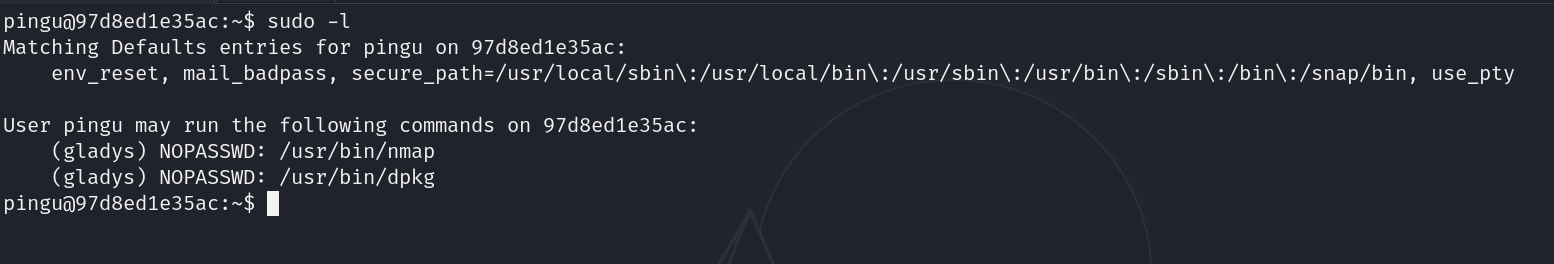 pingu@97d8ed1e35ac:~$ sudo -l
Matching Defaults entries for pingu on 97d8ed1e35ac:
    env_reset, mail_badpass, secure_path=/usr/local/sbin\:/usr/local/bin\:/usr/sbin\:/usr/bin\:/sbin\:/bin\:/snap/bin, use_pty

User pingu may run the following commands on 97d8ed1e35ac:
    (gladys) NOPASSWD: /usr/bin/nmap
    (gladys) NOPASSWD: /usr/bin/dpkg
pingu@97d8ed1e35ac:~$